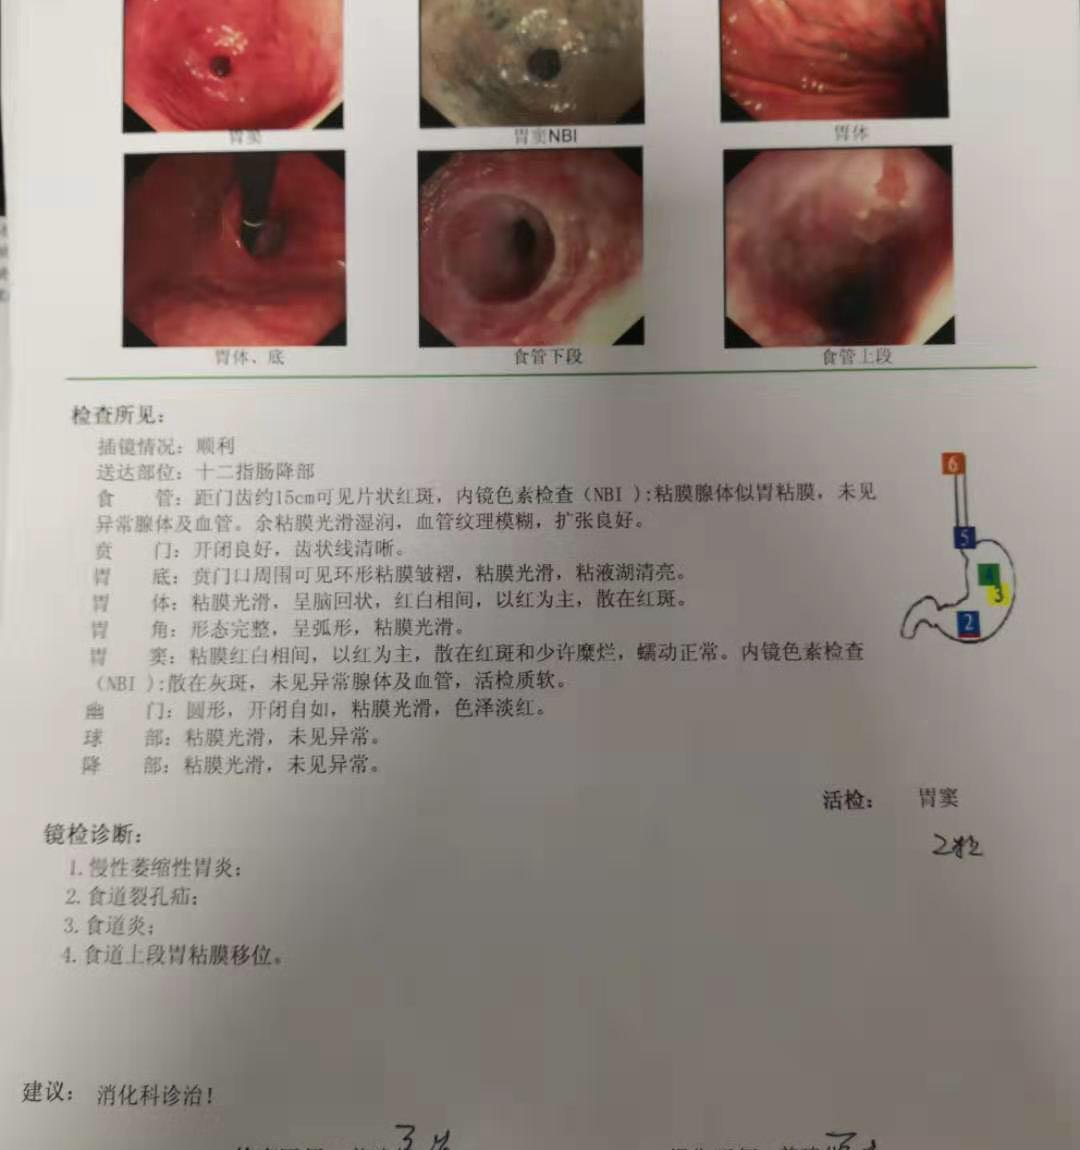 胃窦
胃窦NBI
胃体
胃体、底
食管下段
食管上段
检查所见：
插镜情况：顺利
送达部位：十二指肠降部
食 管：距门齿约15cm可见片状红斑，内镜色素检查（NBI ）：粘膜腺体似胃粘膜，未见
异常腺体及血管。余粘膜光滑湿润，血管纹理模糊，扩张良好。
贲 门：开闭良好，齿状线清晰。
胃 底：贲门口周围可见环形粘膜皱褶，粘膜光滑，粘液湖清亮。
胃 体：粘膜光滑，呈脑回状，红白相间，以红为主，散在红斑。
胃 角：形态完整，呈弧形，粘膜光滑。
胃 窦：粘膜红白相间，以红为主，散在红斑和少许糜烂，蠕动正常。内镜色素检查
（NBI ）：散在灰斑，未见异常腺体及血管，活检质软。
幽 门：圆形，开闭自如，粘膜光滑，色泽淡红。
球 部：粘膜光滑，未见异常。
降 部：粘膜光滑，未见异常。
6
5
4
3
2
活检： 胃窦
2粒
镜检诊断：
1. 慢性萎缩性胃炎；
2. 食道裂孔疝；
3. 食道炎；
4. 食道上段胃粘膜移位。
建议： 消化科诊治！